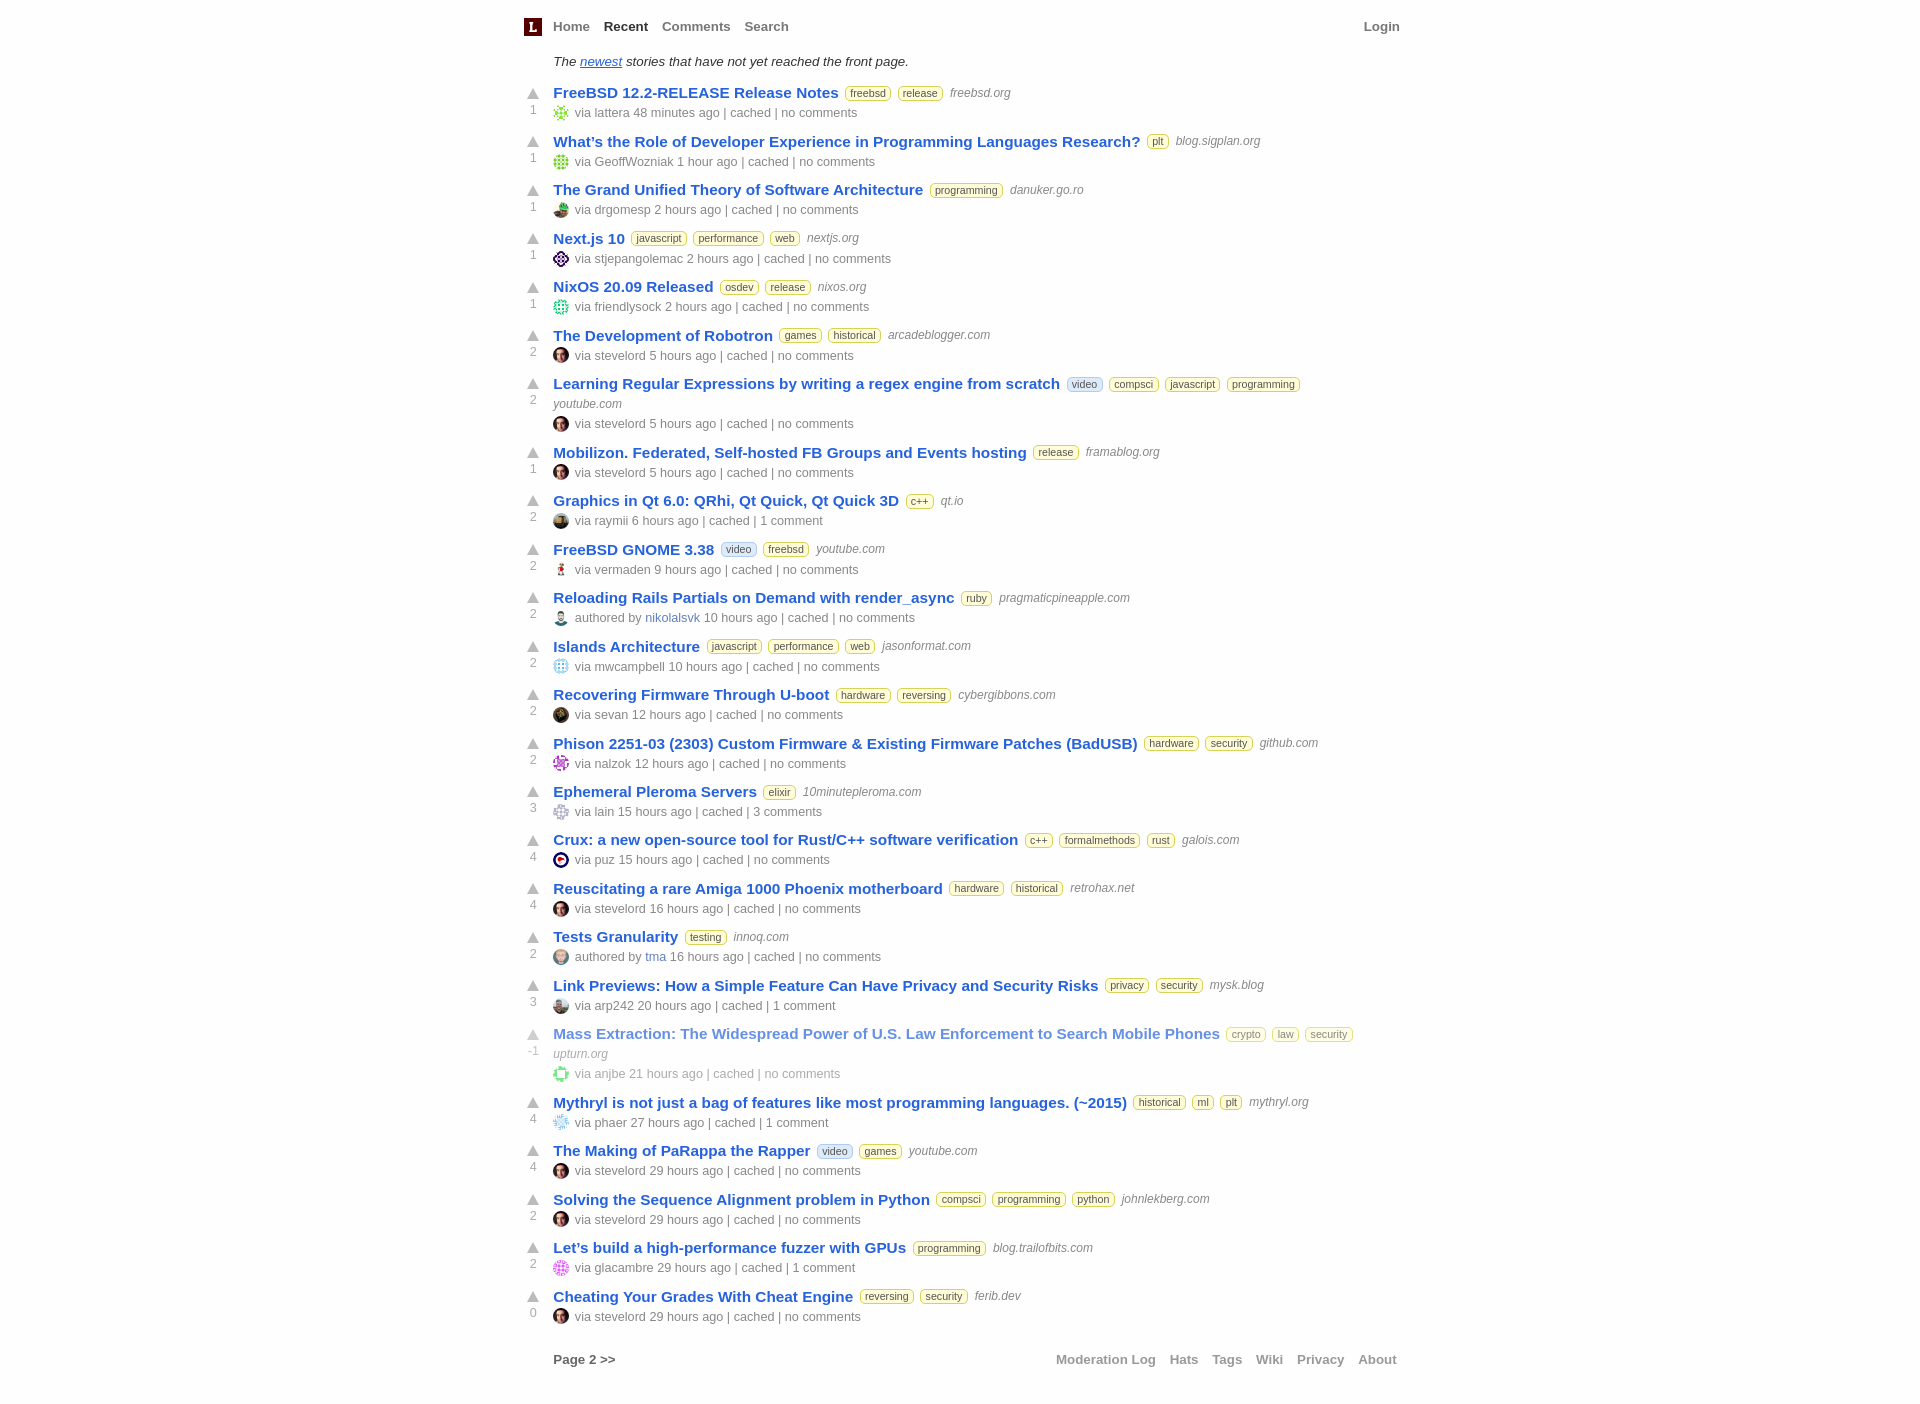 L Home Recent Comments Search Login
The newest stories that have not yet reached the front page.
FreeBSD 12.2-RELEASE Release Notes freebsd release freebsd.org
1 via lattera 48 minutes ago | cached | no comments
What’s the Role of Developer Experience in Programming Languages Research? plt blog.sigplan.org
1 via GeoffWozniak 1 hour ago | cached | no comments
The Grand Unified Theory of Software Architecture programming danuker.go.ro
1 via drgomesp 2 hours ago | cached | no comments
Next.js 10 javascript performance web nextjs.org
1 via stjepangolemac 2 hours ago | cached | no comments
NixOS 20.09 Released osdev release nixos.org
1 via friendlysock 2 hours ago | cached | no comments
The Development of Robotron games historical arcadeblogger.com
2 via stevelord 5 hours ago | cached | no comments
Learning Regular Expressions by writing a regex engine from scratch video compsci javascript programming
2 youtube.com
via stevelord 5 hours ago | cached | no comments
Mobilizon. Federated, Self-hosted FB Groups and Events hosting release framablog.org
1 via stevelord 5 hours ago | cached | no comments
Graphics in Qt 6.0: QRhi, Qt Quick, Qt Quick 3D c++ qt.io
2 via raymii 6 hours ago | cached | 1 comment
FreeBSD GNOME 3.38 video freebsd youtube.com
2 via vermaden 9 hours ago | cached | no comments
Reloading Rails Partials on Demand with render_async ruby pragmaticpineapple.com
2 authored by nikolalsvk 10 hours ago | cached | no comments
Islands Architecture javascript performance web jasonformat.com
2 via mwcampbell 10 hours ago | cached | no comments
Recovering Firmware Through U-boot hardware reversing cybergibbons.com
2 via sevan 12 hours ago | cached | no comments
Phison 2251-03 (2303) Custom Firmware & Existing Firmware Patches (BadUSB) hardware security github.com
2 via nalzok 12 hours ago | cached | no comments
Ephemeral Pleroma Servers elixir 10minutepleroma.com
3 via lain 15 hours ago | cached | 3 comments
Crux: a new open-source tool for Rust/C++ software verification c++ formalmethods rust galois.com
4 via puz 15 hours ago | cached | no comments
Reuscitating a rare Amiga 1000 Phoenix motherboard hardware historical retrohax.net
4 via stevelord 16 hours ago | cached | no comments
Tests Granularity testing innoq.com
2 authored by tma 16 hours ago | cached | no comments
Link Previews: How a Simple Feature Can Have Privacy and Security Risks privacy security mysk.blog
3 via arp242 20 hours ago | cached | 1 comment
Mass Extraction: The Widespread Power of U.S. Law Enforcement to Search Mobile Phones crypto law security
-1 upturn.org
via anjbe 21 hours ago | cached | no comments
Mythryl is not just a bag of features like most programming languages. (~2015) historical ml plt mythryl.org
4 via phaer 27 hours ago | cached | 1 comment
The Making of PaRappa the Rapper video games youtube.com
4 via stevelord 29 hours ago | cached | no comments
Solving the Sequence Alignment problem in Python compsci programming python johnlekberg.com
2 via stevelord 29 hours ago | cached | no comments
Let’s build a high-performance fuzzer with GPUs programming blog.trailofbits.com
2 via glacambre 29 hours ago | cached | 1 comment
Cheating Your Grades With Cheat Engine reversing security ferib.dev
0 via stevelord 29 hours ago | cached | no comments
Page 2 >> Moderation Log Hats Tags Wiki Privacy About